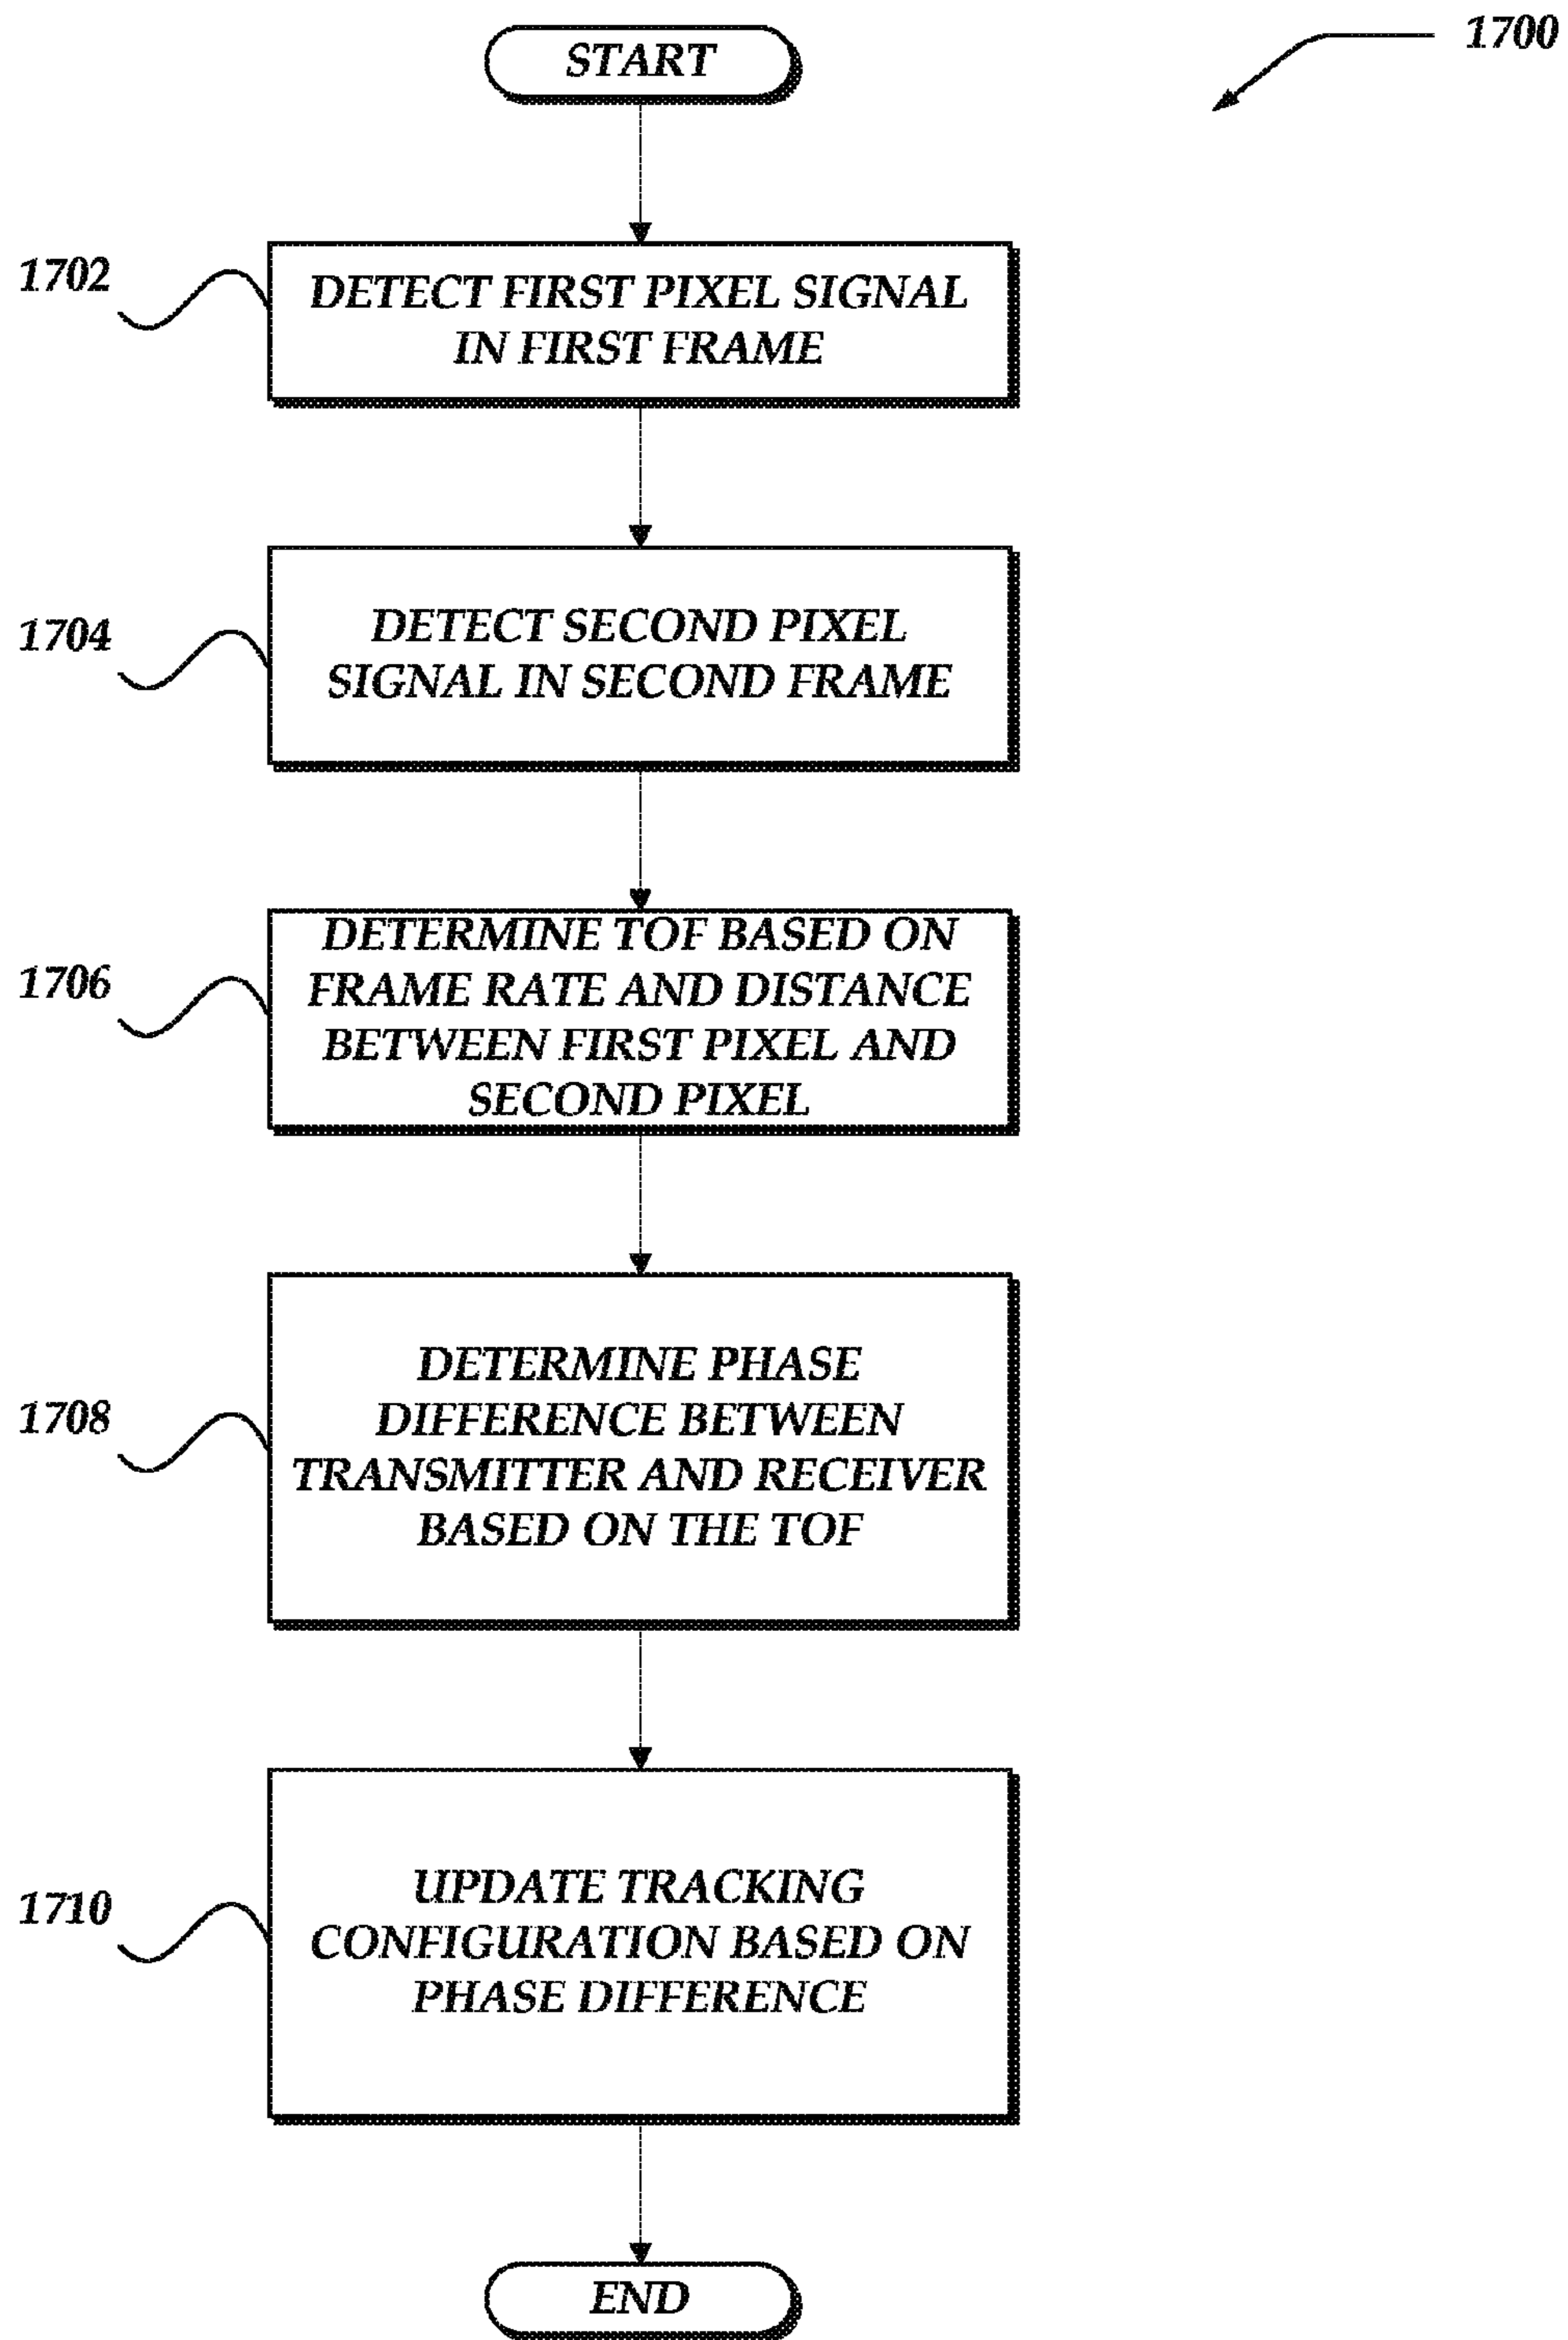 START
1700
1702
DETECT FIRST PIXEL SIGNAL
IN FIRST FRAME
1704
DETECT SECOND PIXEL
SIGNAL IN SECOND FRAME
1706
DETERMINE TOF BASED ON
FRAME RATE AND DISTANCE
BETWEEN FIRST PIXEL AND
SECOND PIXEL
1708
DETERMINE PHASE
DIFFERENCE BETWEEN
TRANSMITTER AND RECEIVER
BASED ON THE TOF
1710
UPDATE TRACKING
CONFIGURATION BASED ON
PHASE DIFFERENCE
END